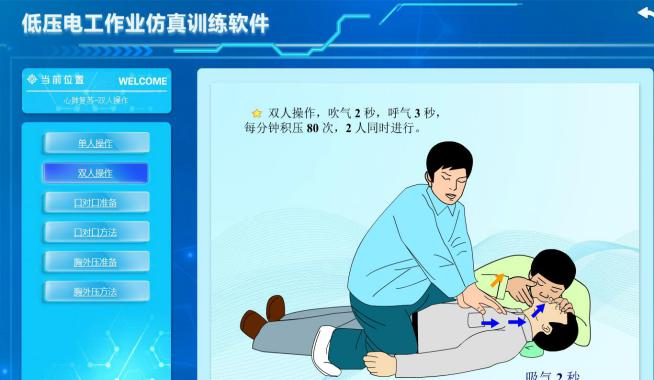 低压电工作业仿真训练软件
当前位置 WELCOME
心肺复苏-双人操作
单人操作
双人操作
口对口准备
口对口方法
胸外压准备
胸外压方法
双人操作，吹气 2 秒，呼气 3 秒，
每分钟积压 80 次，2 人同时进行。
吸气 2 秒